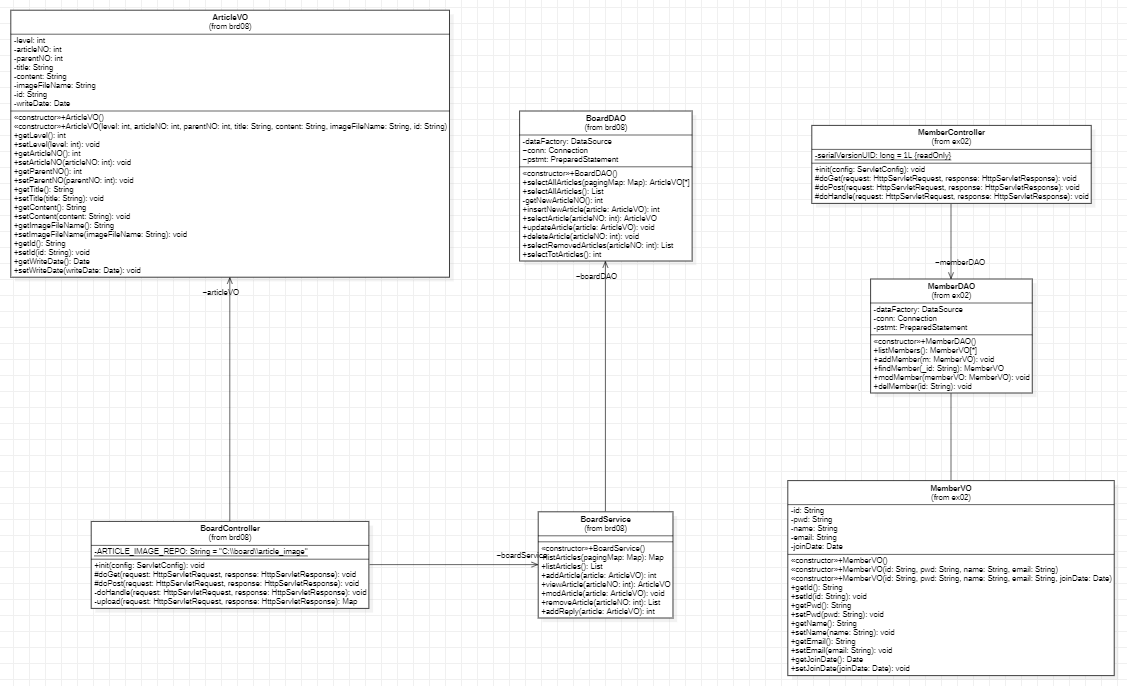 ArticleVO
(from brd08)
-level: int
-articleNO: int
-parentNO: int
-title: String
-content: String
-imageFileName: String
-id: String
-writeDate: Date
«constructor»+ArticleVO()
«constructor»+ArticleVO(level: int, articleNO: int, parentNO: int, title: String, content: String, imageFileName: String, id: String)
+getLevel(): int
+setLevel(level: int): void
+getArticleNO(): int
+setArticleNO(articleNO: int): void
+getParentNO(): int
+setParentNO(parentNO: int): void
+getTitle(): String
+setTitle(title: String): void
+getContent(): String
+setContent(content: String): void
+getImageFileName(): String
+setImageFileName(imageFileName: String): void
+getId(): String
+setId(id: String): void
+getWriteDate(): Date
+setWriteDate(writeDate: Date): void
~articleVO
BoardDAO
(from brd08)
-dataFactory: DataSource
~conn: Connection
~pstmt: PreparedStatement
«constructor»+BoardDAO()
+selectAllArticles(pagingMap: Map): ArticleVO[*]
+selectAllArticles(): List
-getNewArticleNO(): int
+insertNewArticle(article: ArticleVO): int
+selectArticle(articleNO: int): ArticleVO
+updateArticle(article: ArticleVO): void
+deleteArticle(articleNO: int): void
+selectRemovedArticles(articleNO: int): List
+selectTotArticles(): int
~boardDAO
MemberController
(from ex02)
-serialVersionUID: long = 1L {readOnly}
+init(config: ServletConfig): void
#doGet(request: HttpServletRequest, response: HttpServletResponse): void
#doPost(request: HttpServletRequest, response: HttpServletResponse): void
#doHandle(request: HttpServletRequest, response: HttpServletResponse): void
~memberDAO
MemberDAO
(from ex02)
-dataFactory: DataSource
-conn: Connection
-pstmt: PreparedStatement
«constructor»+MemberDAO()
+listMembers(): MemberVO[*]
+addMember(m: MemberVO): void
+findMember(_id: String): MemberVO
+modMember(memberVO: MemberVO): void
+delMember(id: String): void
BoardController
(from brd08)
-ARTICLE_IMAGE_REPO: String = "C:\\board\\article_image"
+init(config: ServletConfig): void
#doGet(request: HttpServletRequest, response: HttpServletResponse): void
#doPost(request: HttpServletRequest, response: HttpServletResponse): void
-doHandle(request: HttpServletRequest, response: HttpServletResponse): void
-upload(request: HttpServletRequest, response: HttpServletResponse): Map
~boardService
BoardService
(from brd08)
«constructor»+BoardService()
+listArticles(pagingMap: Map): Map
+listArticles(): List
+addArticle(article: ArticleVO): int
+viewArticle(articleNO: int): ArticleVO
+modArticle(article: ArticleVO): void
+removeArticle(articleNO: int): List
+addReply(article: ArticleVO): int
MemberVO
(from ex02)
-id: String
-pwd: String
-name: String
-email: String
-joinDate: Date
«constructor»+MemberVO()
«constructor»+MemberVO(id: String, pwd: String, name: String, email: String)
«constructor»+MemberVO(id: String, pwd: String, name: String, email: String, joinDate: Date)
+getId(): String
+setId(id: String): void
+getPwd(): String
+setPwd(pwd: String): void
+getName(): String
+setName(name: String): void
+getEmail(): String
+setEmail(email: String): void
+getJoinDate(): Date
+setJoinDate(joinDate: Date): void